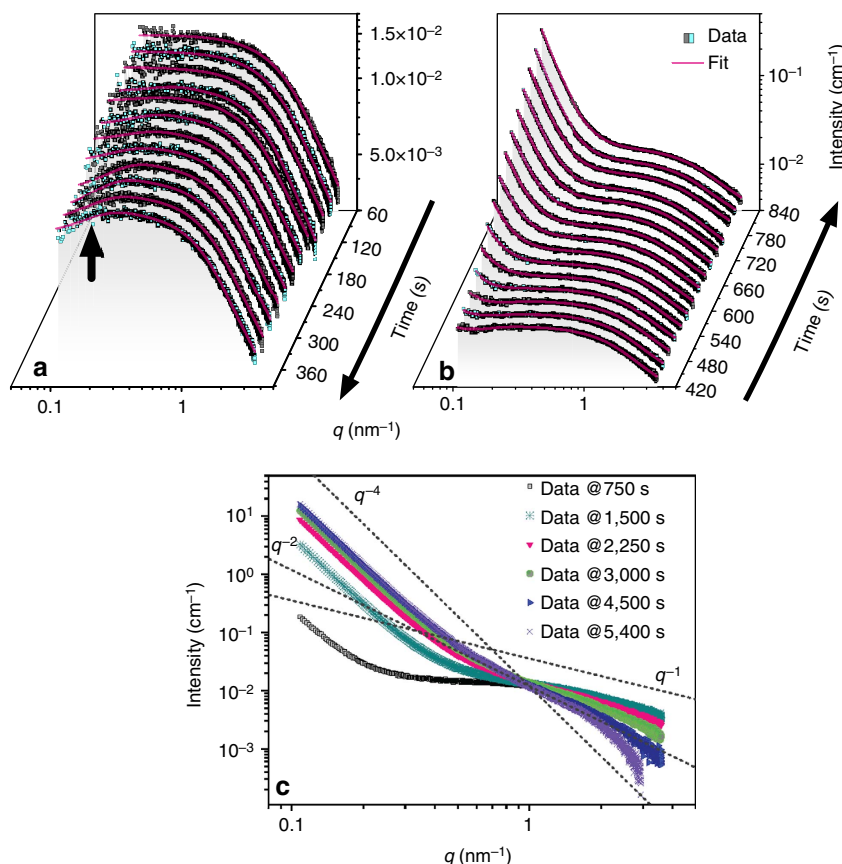 1.5×10⁻²
1.0×10⁻²
5.0×10⁻³
60
120
180
240
300
360
Time (s)
a
0.1
1
Data
Fit
10⁻¹
10⁻²
Intensity (cm⁻¹)
840
780
720
660
600
540
480
420
Time (s)
b
0.1
1
q (nm⁻¹)
q⁻⁴
q⁻²
q⁻¹
Data @750 s
Data @1,500 s
Data @2,250 s
Data @3,000 s
Data @4,500 s
Data @5,400 s
10¹
10⁰
10⁻¹
10⁻²
10⁻³
Intensity (cm⁻¹)
c
0.1
1
q (nm⁻¹)